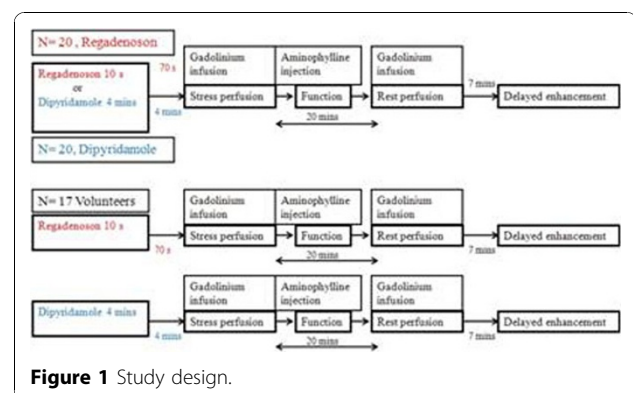 N= 20 , Regadenoson
Regadenoson 10 s
or
Dipyridamole 4 mins
N= 20, Dipyridamole
70 s
4 mins
Gadolinium
infusion
Aminophylline
injection
Gadolinium
infusion
Stress perfusion
Function
Rest perfusion
7 mins
Delayed enhancement
20 mins
N= 17 Volunteers
Regadenoson 10 s
70 s
Gadolinium
infusion
Aminophylline
injection
Gadolinium
infusion
Stress perfusion
Function
Rest perfusion
7 mins
Delayed enhancement
20 mins
Dipyridamole 4 mins
4 mins
Gadolinium
infusion
Aminophylline
injection
Gadolinium
infusion
Stress perfusion
Function
Rest perfusion
7 mins
Delayed enhancement
20 mins
Figure 1 Study design.